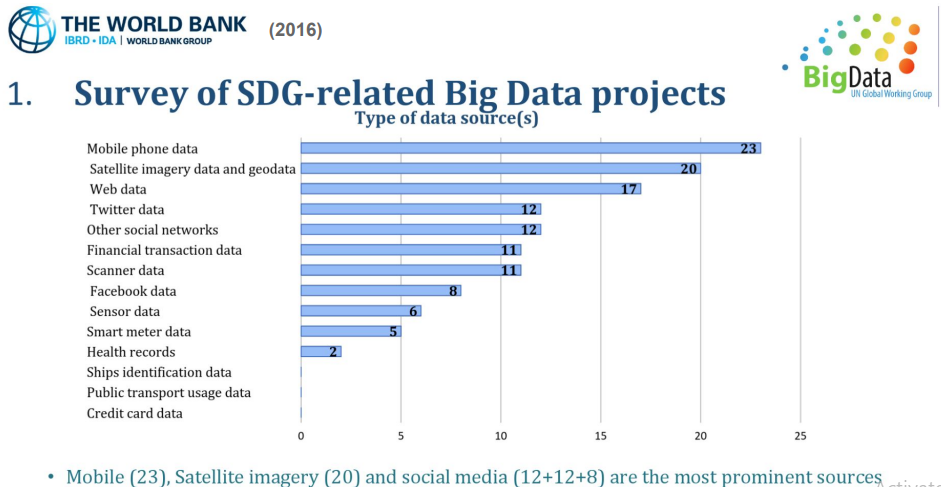 THE WORLD BANK
IBRD • IDA | WORLD BANK GROUP
(2016)
BigData
UN Global Working Group
1. Survey of SDG-related Big Data projects
Type of data source(s)
Mobile phone data 23
Satellite imagery data and geodata 20
Web data 17
Twitter data 12
Other social networks 12
Financial transaction data 11
Scanner data 11
Facebook data 8
Sensor data 6
Smart meter data 5
Health records 2
Ships identification data
Public transport usage data
Credit card data
0 5 10 15 20 25
• Mobile (23), Satellite imagery (20) and social media (12+12+8) are the most prominent sources